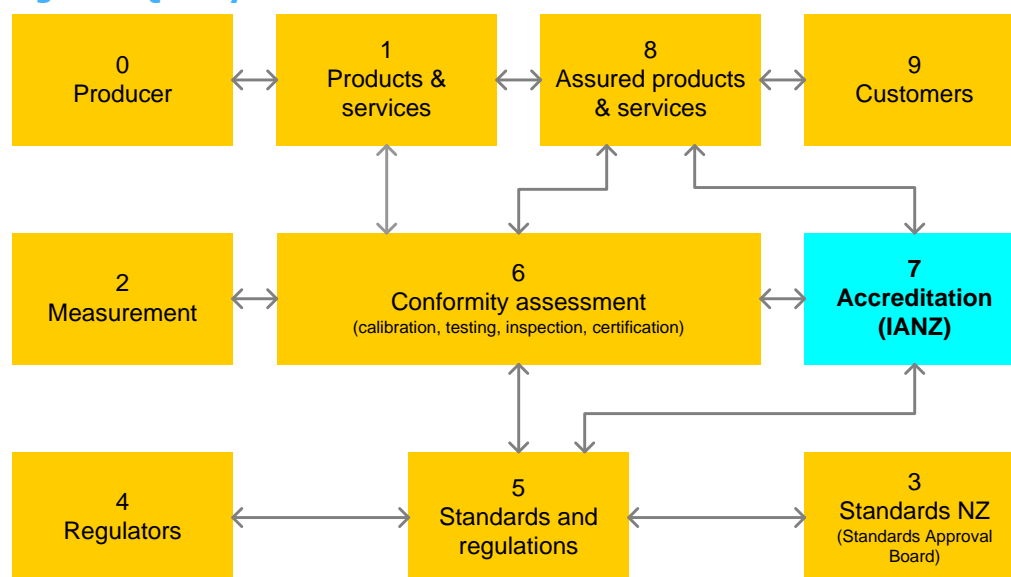 0
Producer
1
Products &
services
8
Assured products
& services
9
Customers
2
Measurement
6
Conformity assessment
(calibration, testing, inspection, certification)
7
Accreditation
(IANZ)
4
Regulators
5
Standards and
regulations
3
Standards NZ
(Standards Approval
Board)